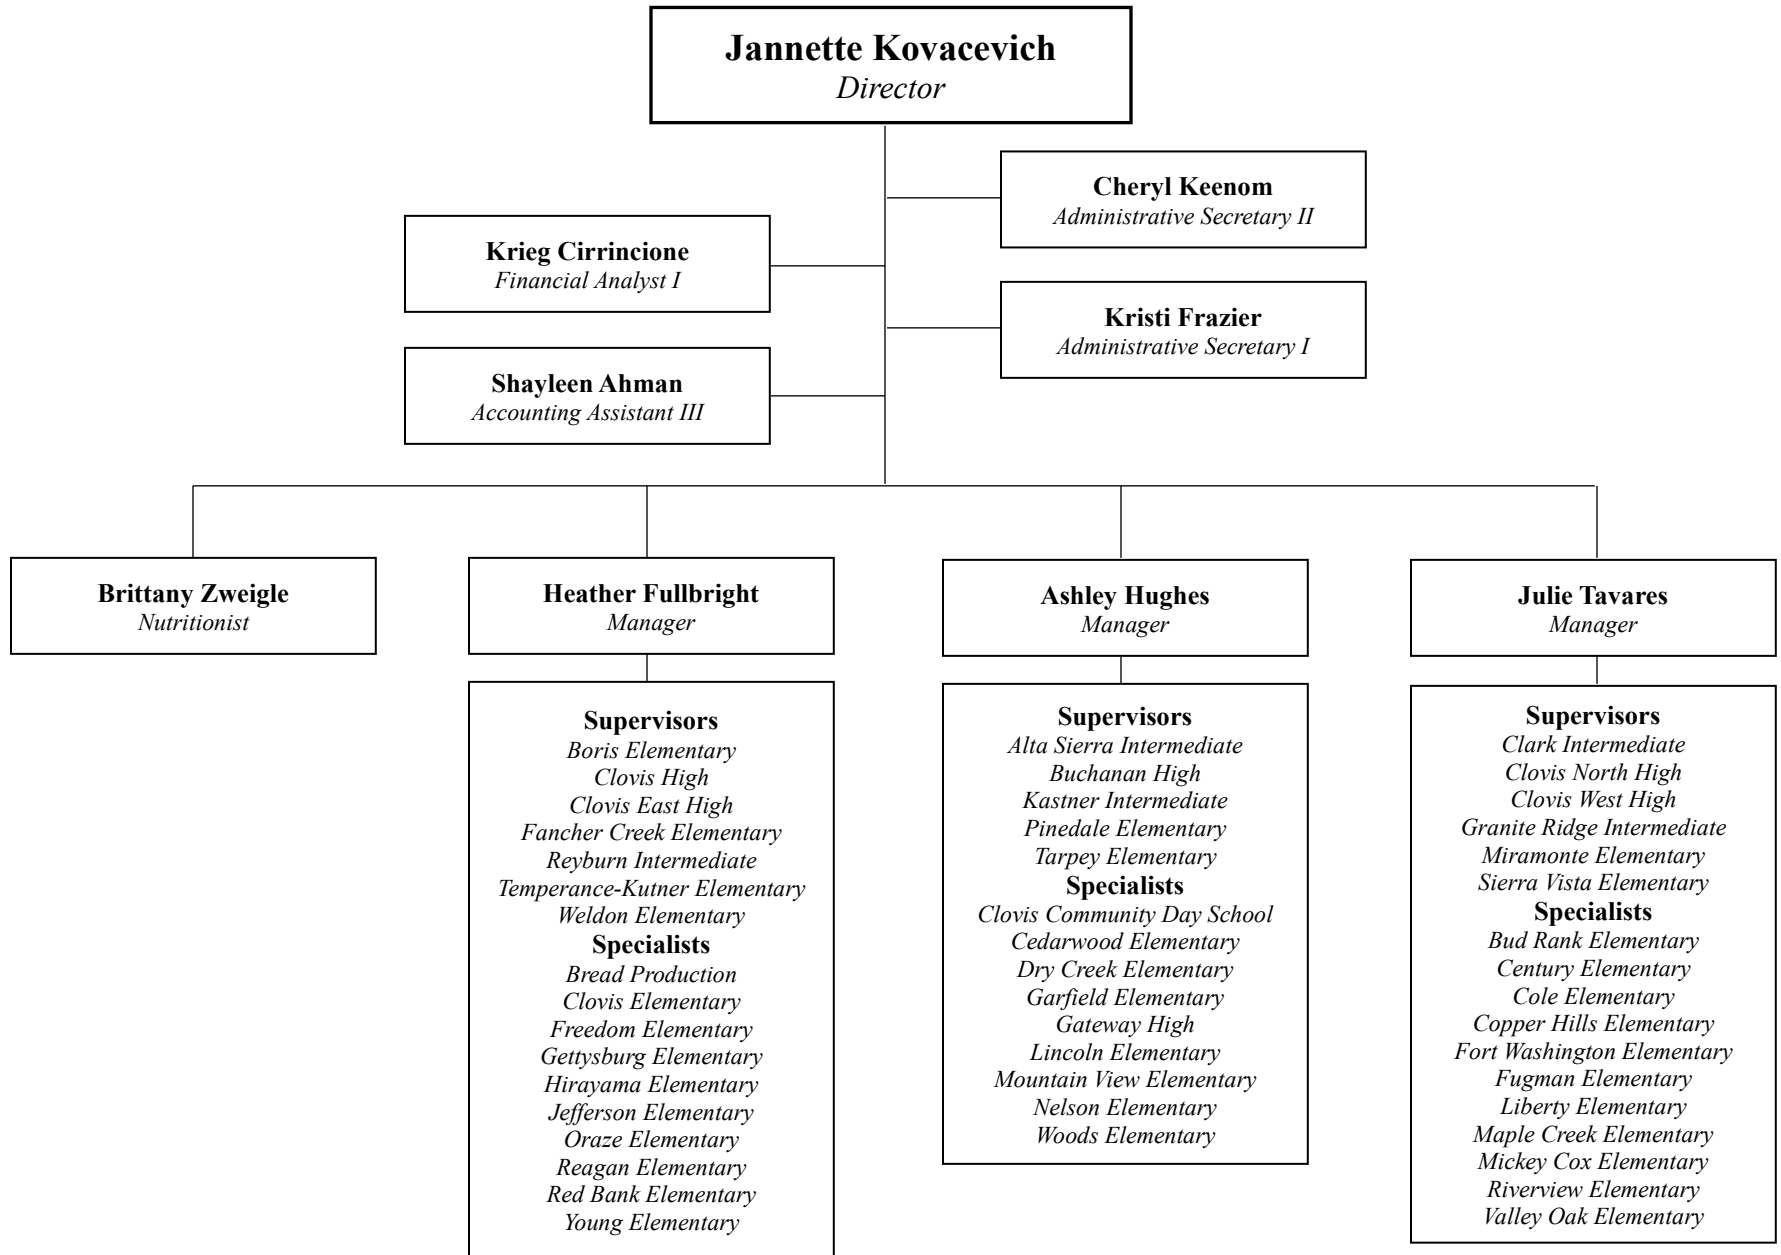 Jannette Kovacevich
Director
Cheryl Keenom
Administrative Secretary II
Krieg Cirrincione
Financial Analyst I
Kristi Frazier
Administrative Secretary I
Shayleen Ahman
Accounting Assistant III
Brittany Zweigle
Nutritionist
Heather Fullbright
Manager
Supervisors
Boris Elementary
Clovis High
Clovis East High
Fancher Creek Elementary
Reyburn Intermediate
Temperance-Kutner Elementary
Weldon Elementary
Specialists
Bread Production
Clovis Elementary
Freedom Elementary
Gettysburg Elementary
Hirayama Elementary
Jefferson Elementary
Oraze Elementary
Reagan Elementary
Red Bank Elementary
Young Elementary
Ashley Hughes
Manager
Supervisors
Alta Sierra Intermediate
Buchanan High
Kastner Intermediate
Pinedale Elementary
Tarpey Elementary
Specialists
Clovis Community Day School
Cedarwood Elementary
Dry Creek Elementary
Garfield Elementary
Gateway High
Lincoln Elementary
Mountain View Elementary
Nelson Elementary
Woods Elementary
Julie Tavares
Manager
Supervisors
Clark Intermediate
Clovis North High
Clovis West High
Granite Ridge Intermediate
Miramonte Elementary
Sierra Vista Elementary
Specialists
Bud Rank Elementary
Century Elementary
Cole Elementary
Copper Hills Elementary
Fort Washington Elementary
Fugman Elementary
Liberty Elementary
Maple Creek Elementary
Mickey Cox Elementary
Riverview Elementary
Valley Oak Elementary